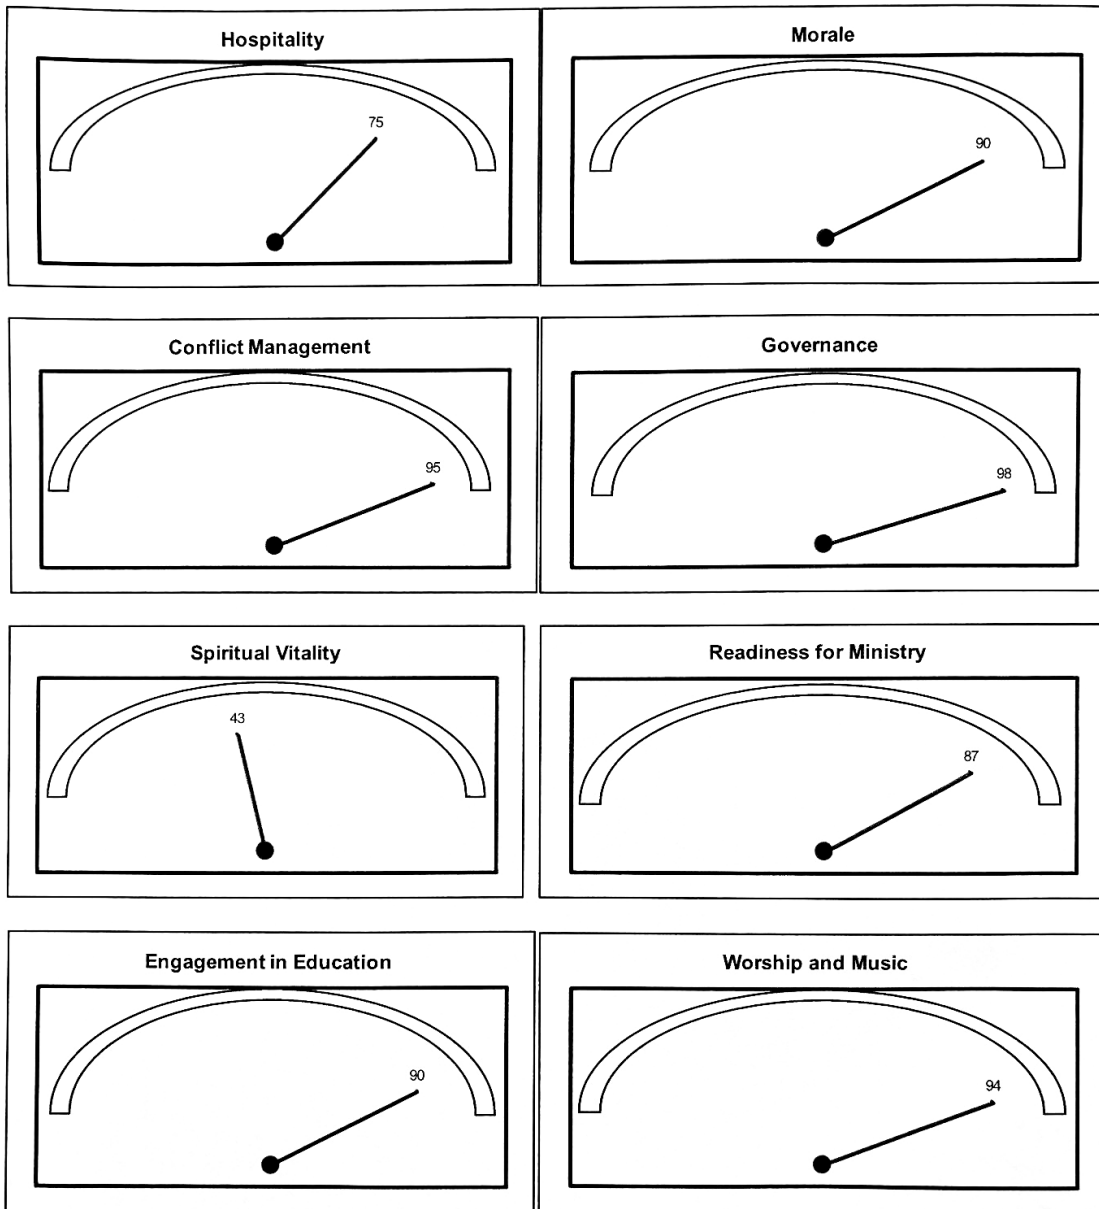 Hospitality
75
Morale
90
Conflict Management
95
Governance
98
Spiritual Vitality
43
Readiness for Ministry
87
Engagement in Education
90
Worship and Music
94